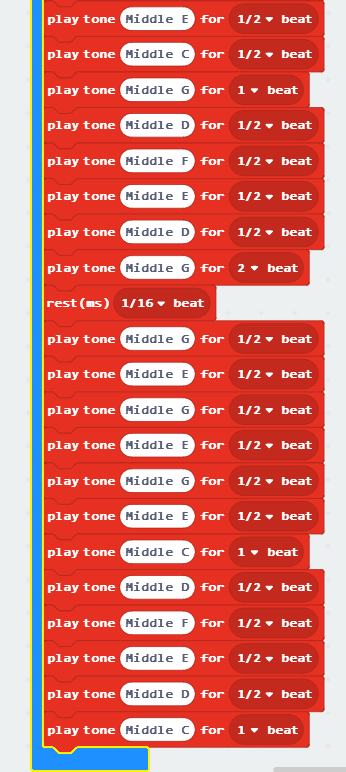 play tone Middle E for 1/2 beat
play tone Middle C for 1/2 beat
play tone Middle G for 1 beat
play tone Middle D for 1/2 beat
play tone Middle F for 1/2 beat
play tone Middle E for 1/2 beat
play tone Middle D for 1/2 beat
play tone Middle G for 2 beat
rest(ms) 1/16 beat
play tone Middle G for 1/2 beat
play tone Middle E for 1/2 beat
play tone Middle G for 1/2 beat
play tone Middle E for 1/2 beat
play tone Middle G for 1/2 beat
play tone Middle E for 1/2 beat
play tone Middle C for 1 beat
play tone Middle D for 1/2 beat
play tone Middle F for 1/2 beat
play tone Middle E for 1/2 beat
play tone Middle D for 1/2 beat
play tone Middle C for 1 beat